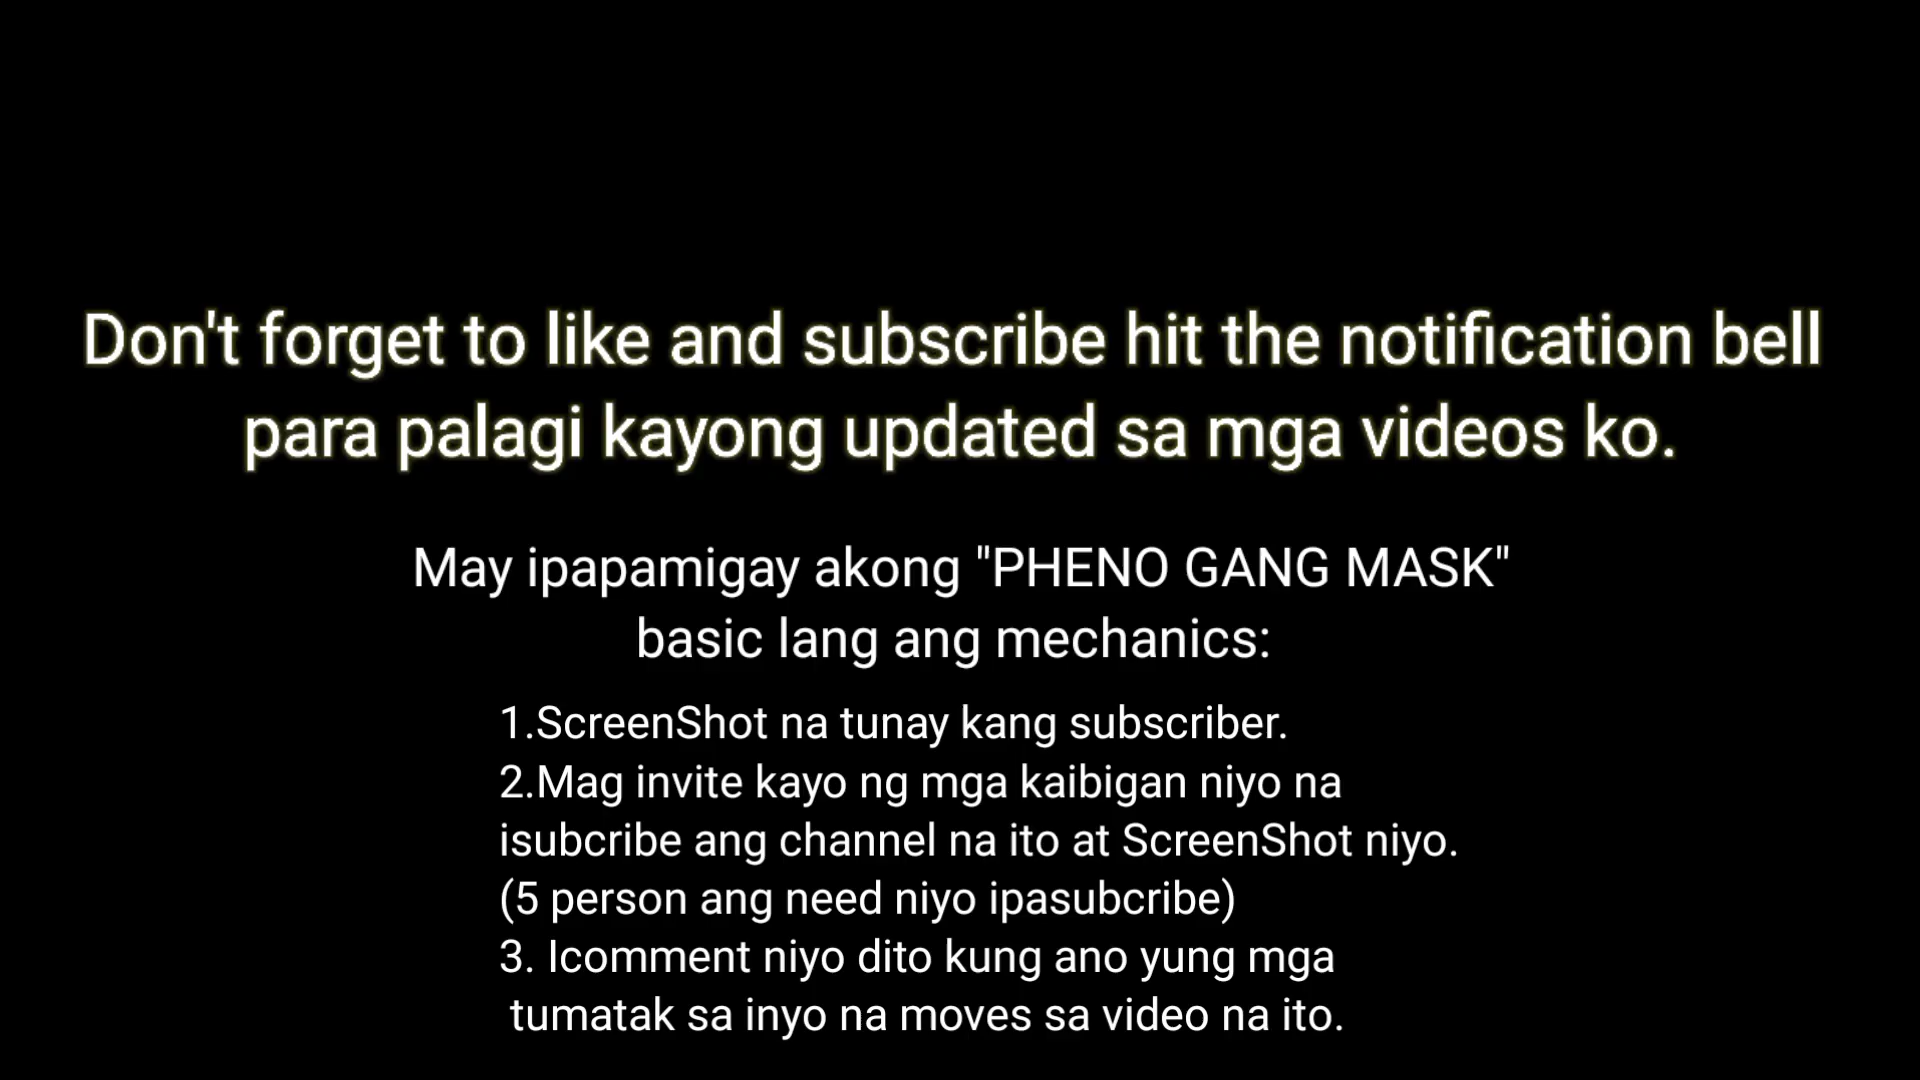 Don't forget to like and subscribe hit the notification bell
para palagi kayong updated sa mga videos ko.
May ipapamigay akong "PHENO GANG MASK"
basic lang ang mechanics:
1.ScreenShot na tunay kang subscriber.
2.Mag invite kayo ng mga kaibigan niyo na
isubcribe ang channel na ito at ScreenShot niyo.
(5 person ang need niyo ipasubcribe)
3. Icomment niyo dito kung ano yung mga
tumatak sa inyo na moves sa video na ito.